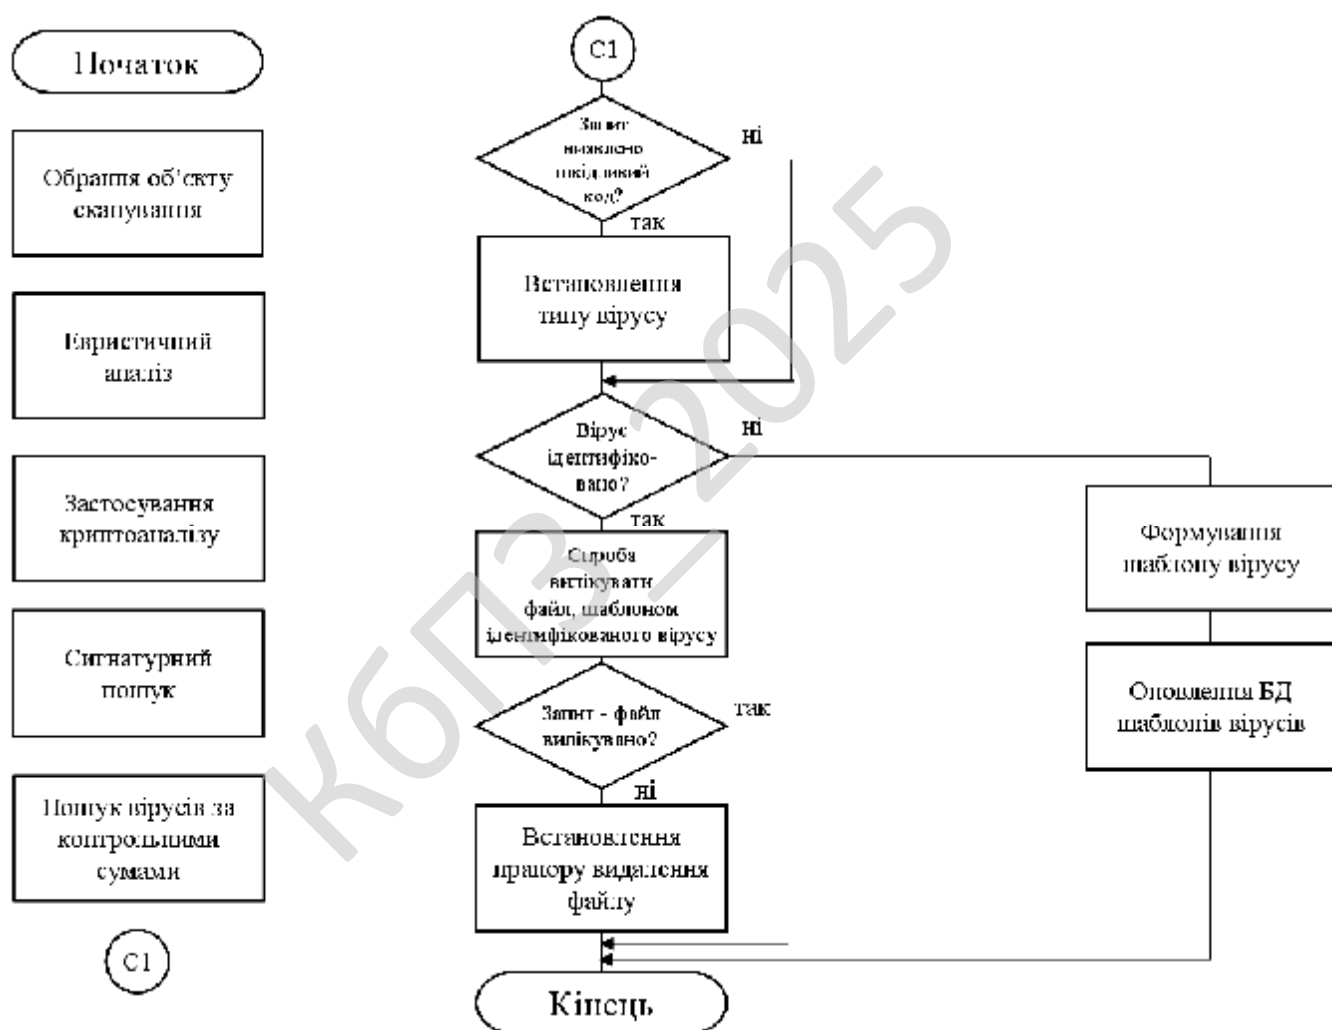 Початок
Обрання об'єкту
сканування
Евристичний
аналіз
Застосування
криптоаналізу
Сигнатурний
пошук
Пошук вірусів за
контрольними
сумами
С1
С1
Запит
виявлено
шкідливий
код?
ні
так
Встановлення
типу вірусу
Вірус
ідентифіко-
вано?
ні
так
Спроба
вилікувати
файл, шаблоном
ідентифікованого вірусу
Запит - файл
вилікувано?
так
ні
Встановлення
прапору видалення
файлу
Кінець
Формування
шаблону вірусу
Оновлення БД
шаблонів вірусів
КбПЗ_2025